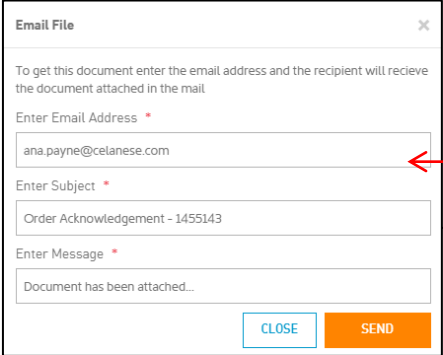 Email File ×
To get this document enter the email address and the recipient will recieve
the document attached in the mail
Enter Email Address *
ana.payne@celanese.com
Enter Subject *
Order Acknowledgement - 1455143
Enter Message *
Document has been attached...
CLOSE SEND